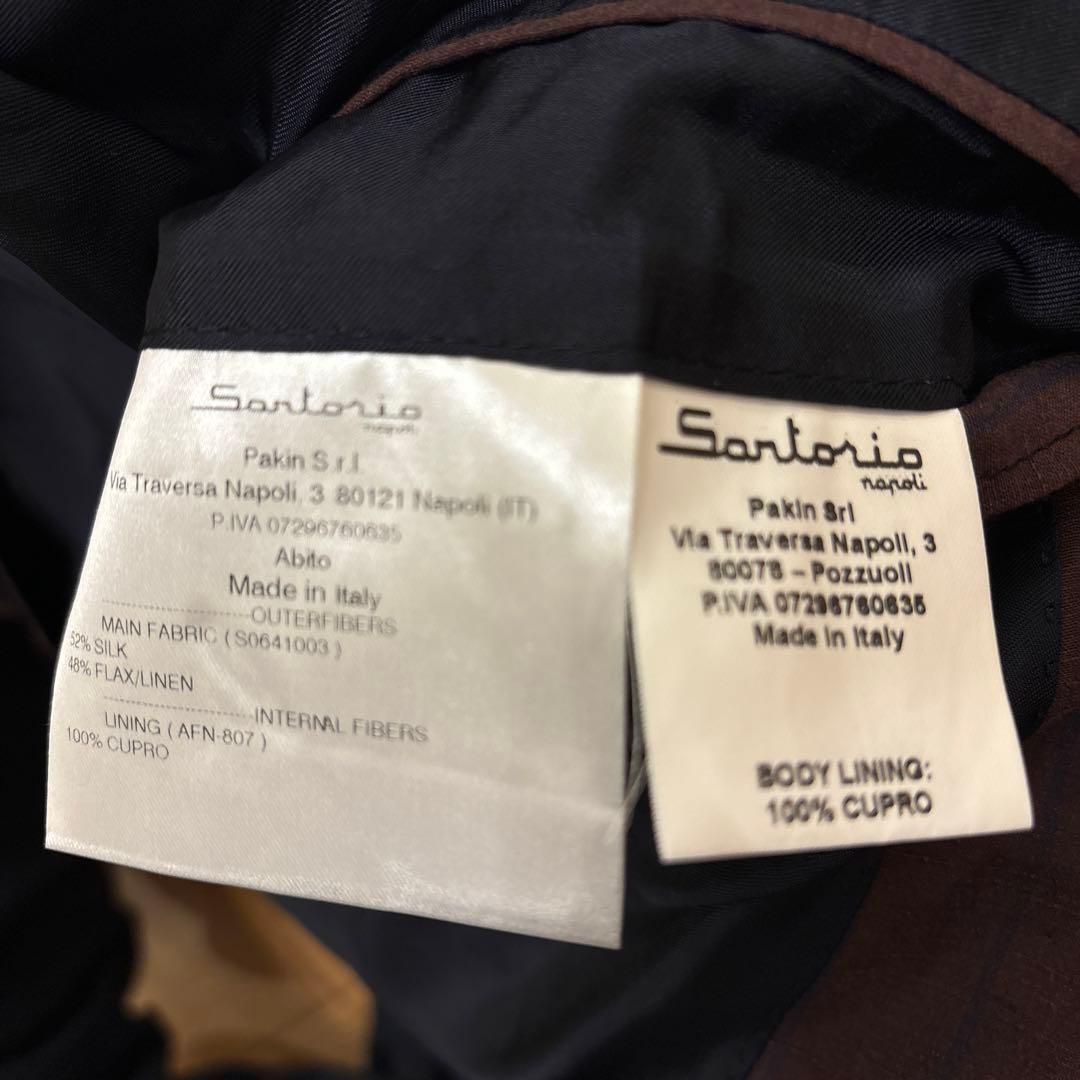 Sartorio
napoli
Pakin S.r.l.
Via Traversa Napoli, 3 80121 Napoli (IT)
P.IVA 07296760635
Abito
Made in Italy
OUTERFIBERS
MAIN FABRIC ( S0641003 )
52% SILK
48% FLAX/LINEN
INTERNAL FIBERS
LINING ( AFN-807 )
100% CUPRO
Sartorio
napoli
Pakin Srl
Via Traversa Napoli, 3
80078 - Pozzuoli
P.IVA 07296760635
Made in Italy
BODY LINING:
100% CUPRO